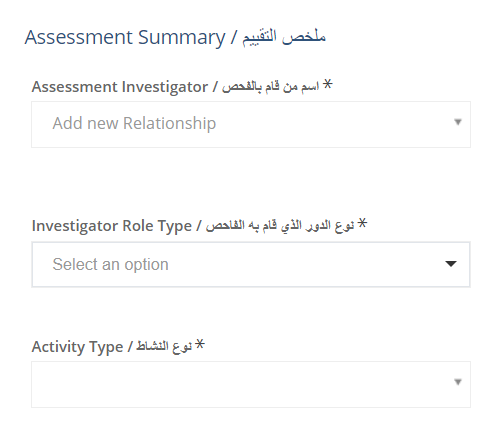 Assessment Summary / ملخص التقييم
Assessment Investigator / اسم من قام بالفحص *
Add new Relationship
Investigator Role Type / نوع الدور الذي قام به الفاحص *
Select an option
Activity Type / نوع النشاط *